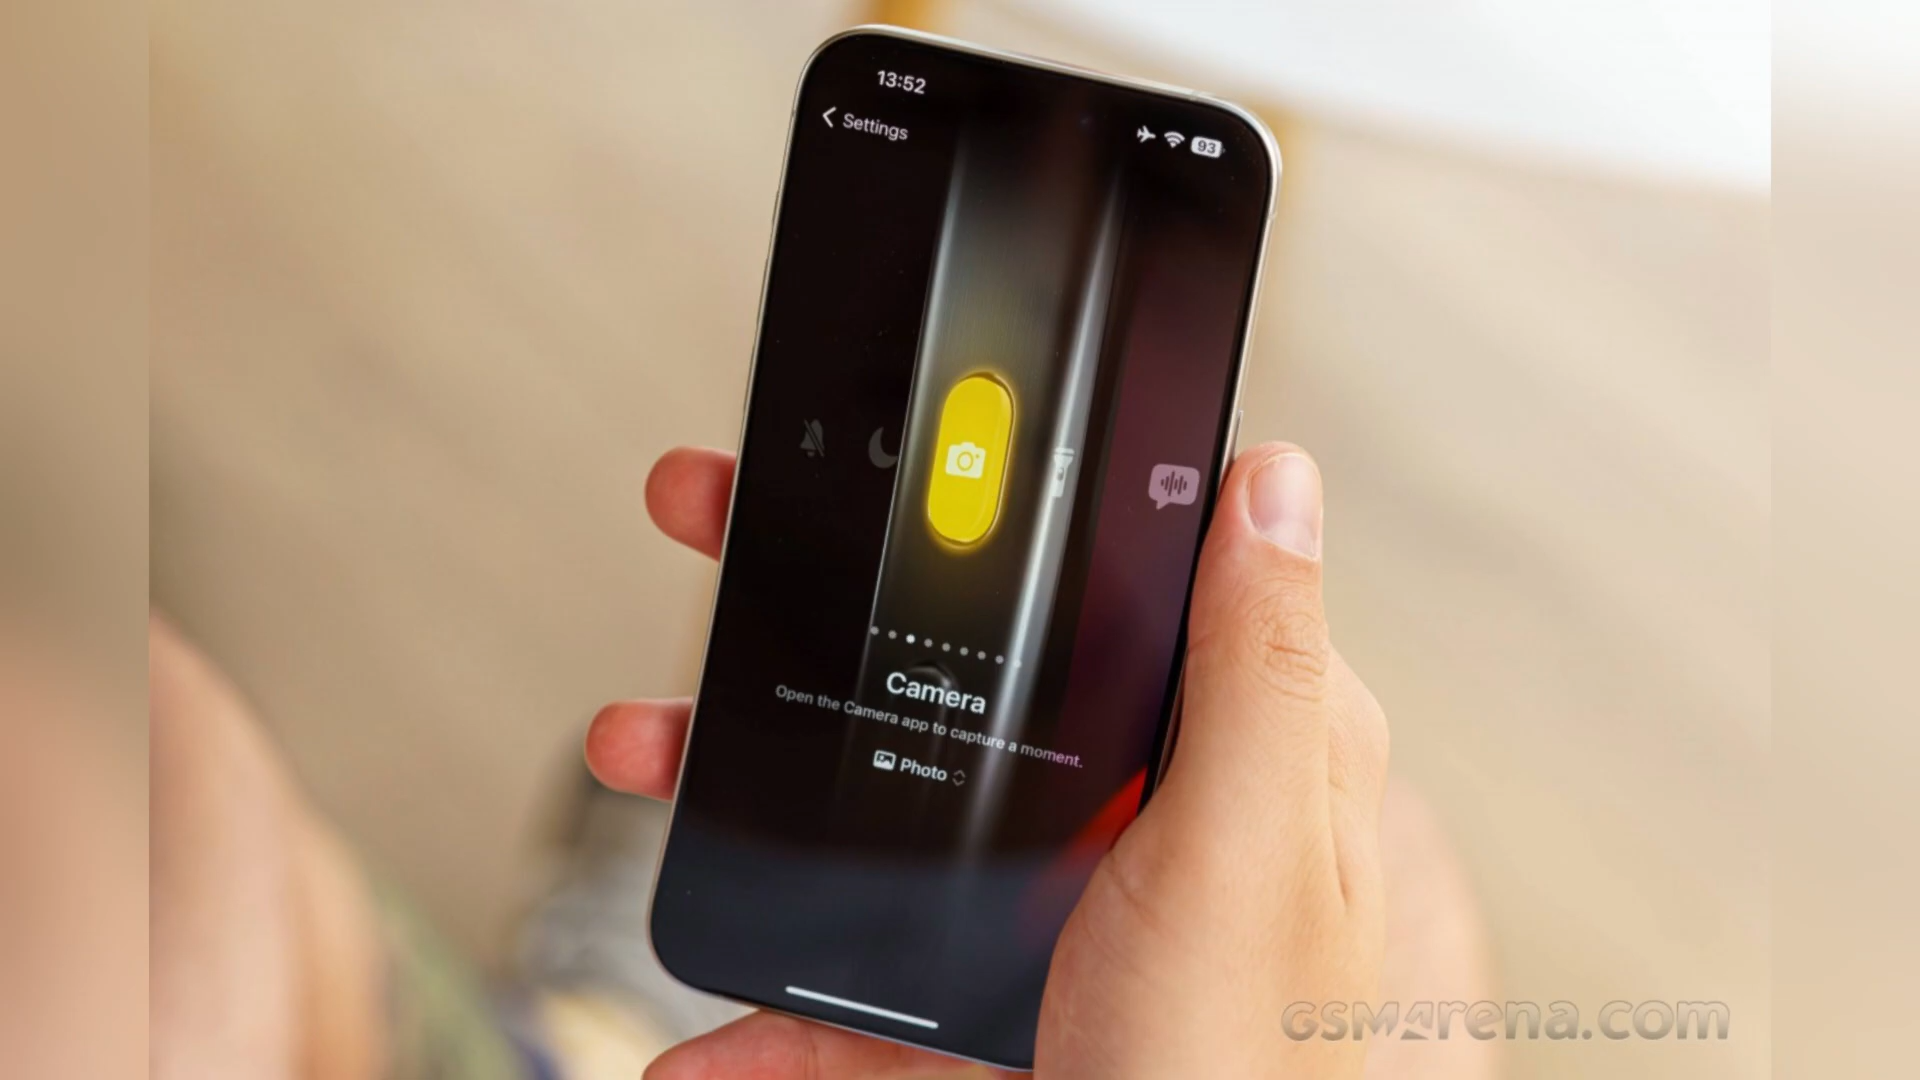 13:52
Settings
93
Camera
Open the Camera app to capture a moment.
Photo
GSMArena.com